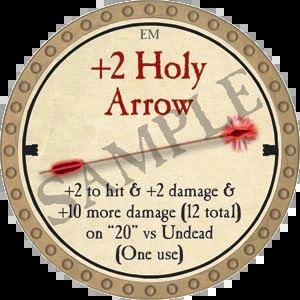 EM
+2 Holy
Arrow
SAMPLE
+2 to hit & +2 damage &
+10 more damage (12 total)
on “20” vs Undead
(One use)